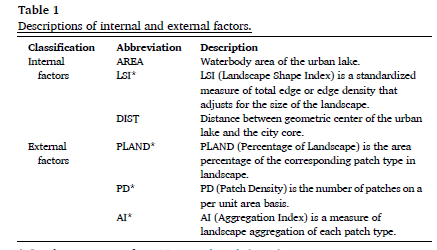 Table 1
Descriptions of internal and external factors.
Classification Abbreviation Description
Internal AREA Waterbody area of the urban lake.
factors LSI* LSI (Landscape Shape Index) is a standardized
measure of total edge or edge density that
adjusts for the size of the landscape.
DIST Distance between geometric center of the urban
lake and the city core.
External PLAND* PLAND (Percentage of Landscape) is the area
factors percentage of the corresponding patch type in
landscape.
PD* PD (Patch Density) is the number of patches on a
per unit area basis.
AI* AI (Aggregation Index) is a measure of
landscape aggregation of each patch type.